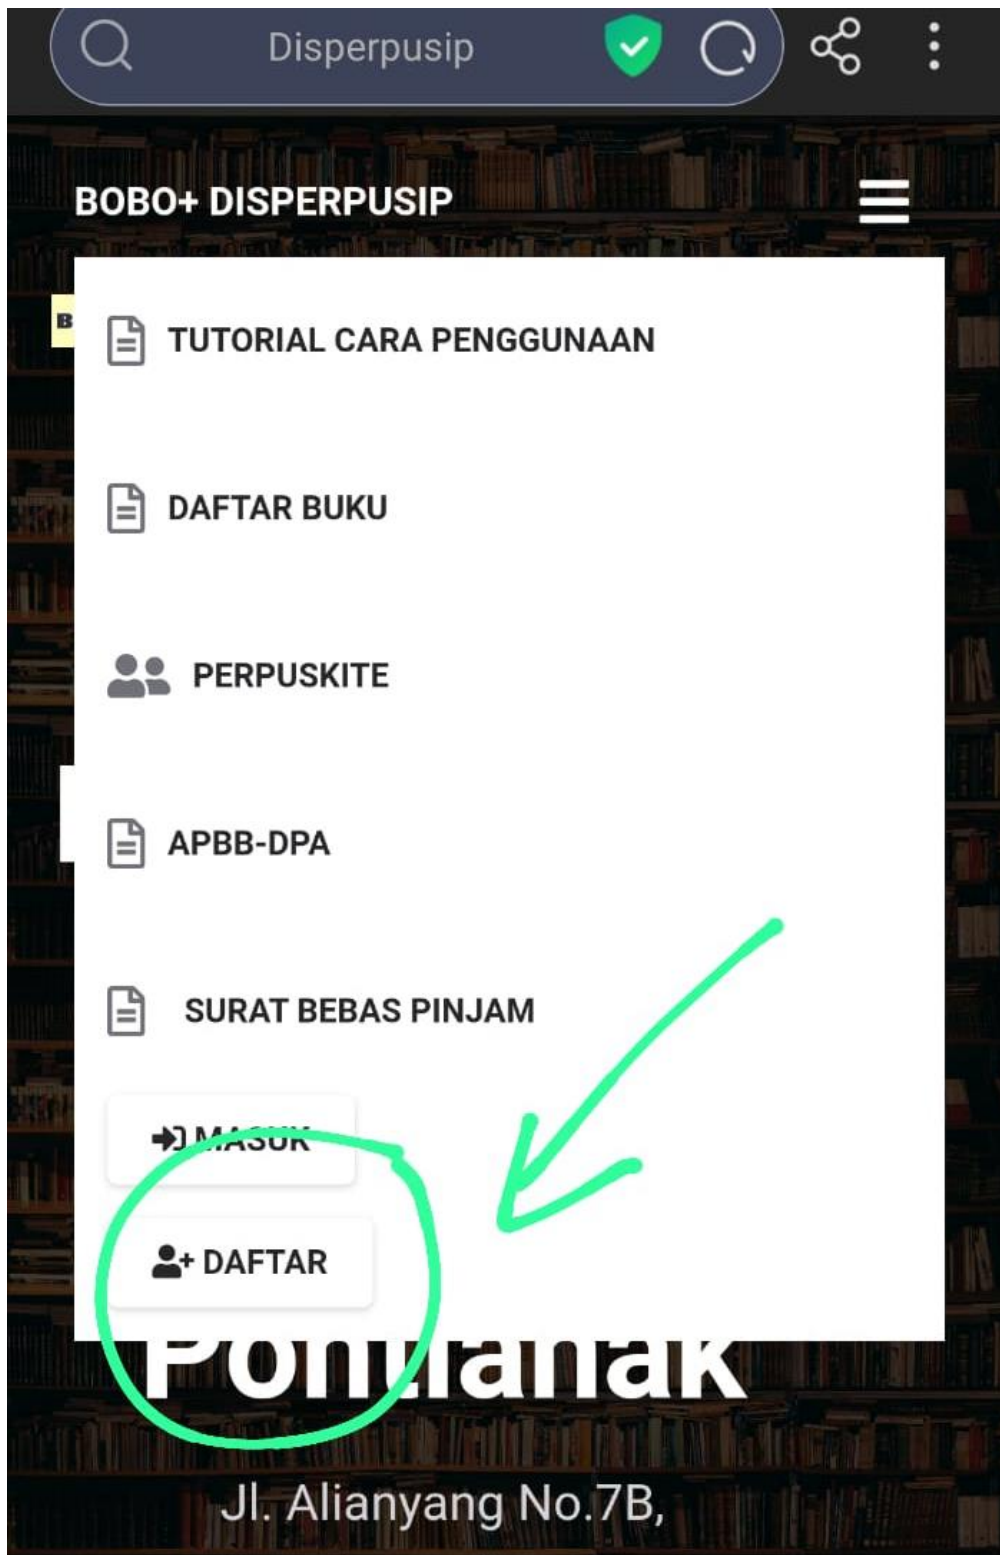 Disperpusip
BOBO+ DISPERPUSIP
B
TUTORIAL CARA PENGGUNAAN
DAFTAR BUKU
PERPUSKITE
APBB-DPA
SURAT BEBAS PINJAM
MASUK
DAFTAR
Pontianak
Jl. Alianyang No.7B,